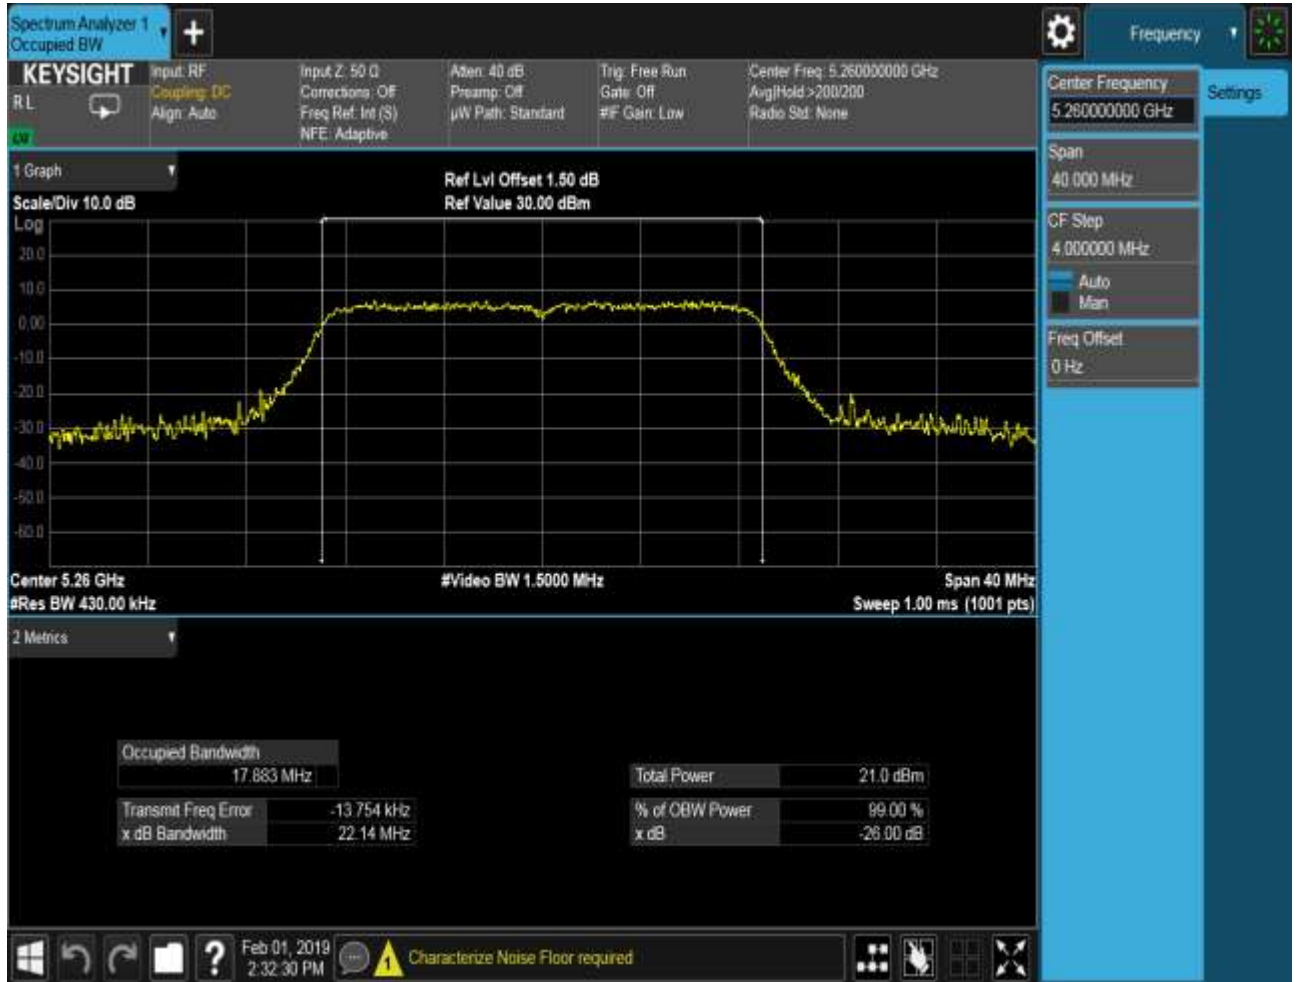 Spectrum Analyzer 1
Occupied BW
Frequency
KEYSIGHT
R L
Input: RF
Coupling: DC
Align: Auto
Input Z: 50 Ω
Corrections: Off
Freq Ref: Int (S)
NFE: Adaptive
Atten: 40 dB
Preamp: Off
µW Path: Standard
Trig: Free Run
Gate: Off
#IF Gain: Low
Center Freq: 5.260000000 GHz
Avg|Hold:>200/200
Radio Std: None
Center Frequency
5.260000000 GHz
Settings
Span
40.000 MHz
CF Step
4.000000 MHz
Auto
Man
Freq Offset
0 Hz
1 Graph
Scale/Div 10.0 dB
Ref Lvl Offset 1.50 dB
Ref Value 30.00 dBm
Log
20.0
10.0
0.00
-10.0
-20.0
-30.0
-40.0
-50.0
-60.0
Center 5.26 GHz
#Video BW 1.5000 MHz
Span 40 MHz
#Res BW 430.00 kHz
Sweep 1.00 ms (1001 pts)
2 Metrics
Occupied Bandwidth
17.883 MHz
Total Power 21.0 dBm
Transmit Freq Error -13.754 kHz
% of OBW Power 99.00 %
x dB Bandwidth 22.14 MHz
x dB -26.00 dB
Feb 01, 2019
2:32:30 PM
1
Characterize Noise Floor required